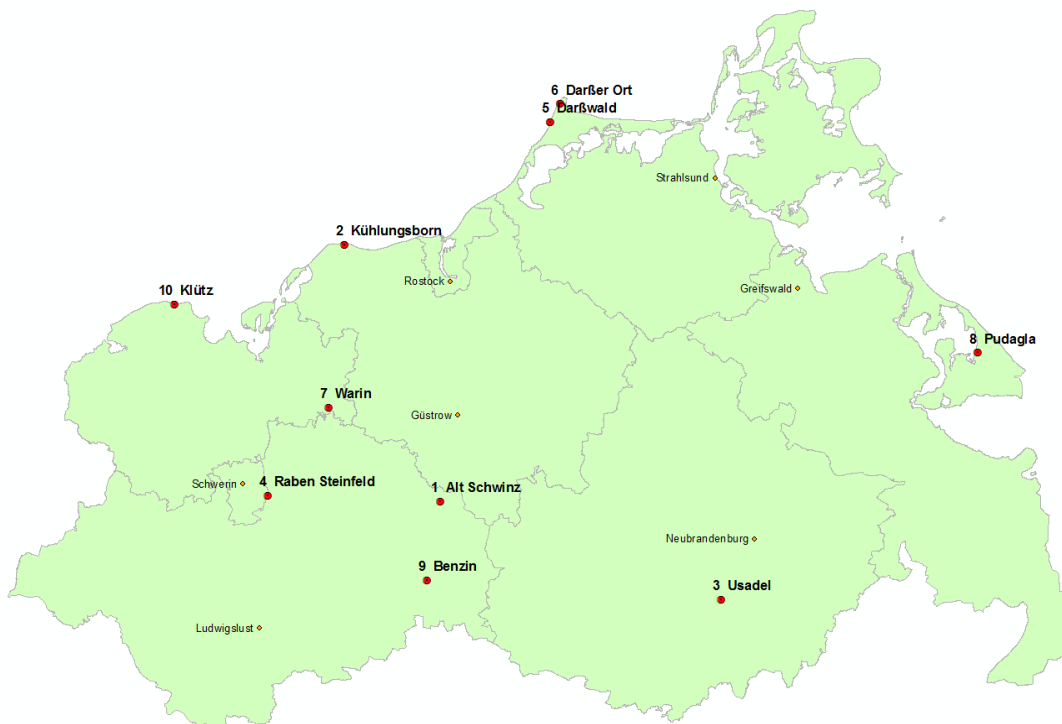 6 Darßer Ort
5 Darßwald
Strahlsund
2 Kühlungsborn
Rostock
Greifswald
10 Klütz
8 Pudagla
7 Warin
Güstrow
Schwerin
4 Raben Steinfeld
1 Alt Schwinz
Neubrandenburg
9 Benzin
3 Usadel
Ludwigslust